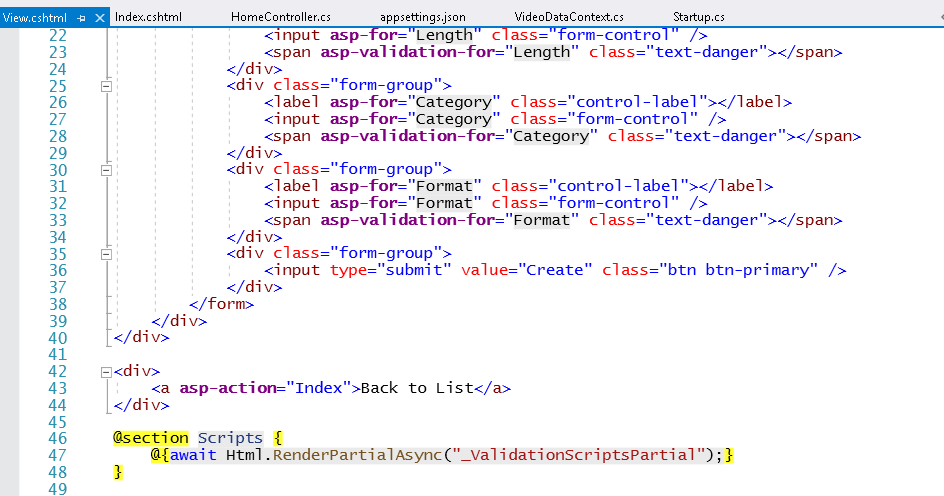 View.cshtml Index.cshtml HomeController.cs appsettings.json VideoDataContext.cs Startup.cs
22 <input asp-for="Length" class="form-control" />
23 <span asp-validation-for="Length" class="text-danger"></span>
24 </div>
25 <div class="form-group">
26 <label asp-for="Category" class="control-label"></label>
27 <input asp-for="Category" class="form-control" />
28 <span asp-validation-for="Category" class="text-danger"></span>
29 </div>
30 <div class="form-group">
31 <label asp-for="Format" class="control-label"></label>
32 <input asp-for="Format" class="form-control" />
33 <span asp-validation-for="Format" class="text-danger"></span>
34 </div>
35 <div class="form-group">
36 <input type="submit" value="Create" class="btn btn-primary" />
37 </div>
38 </form>
39 </div>
40 </div>
41
42 <div>
43 <a asp-action="Index">Back to List</a>
44 </div>
45
46 @section Scripts {
47 @{await Html.RenderPartialAsync("_ValidationScriptsPartial");}
48 }
49